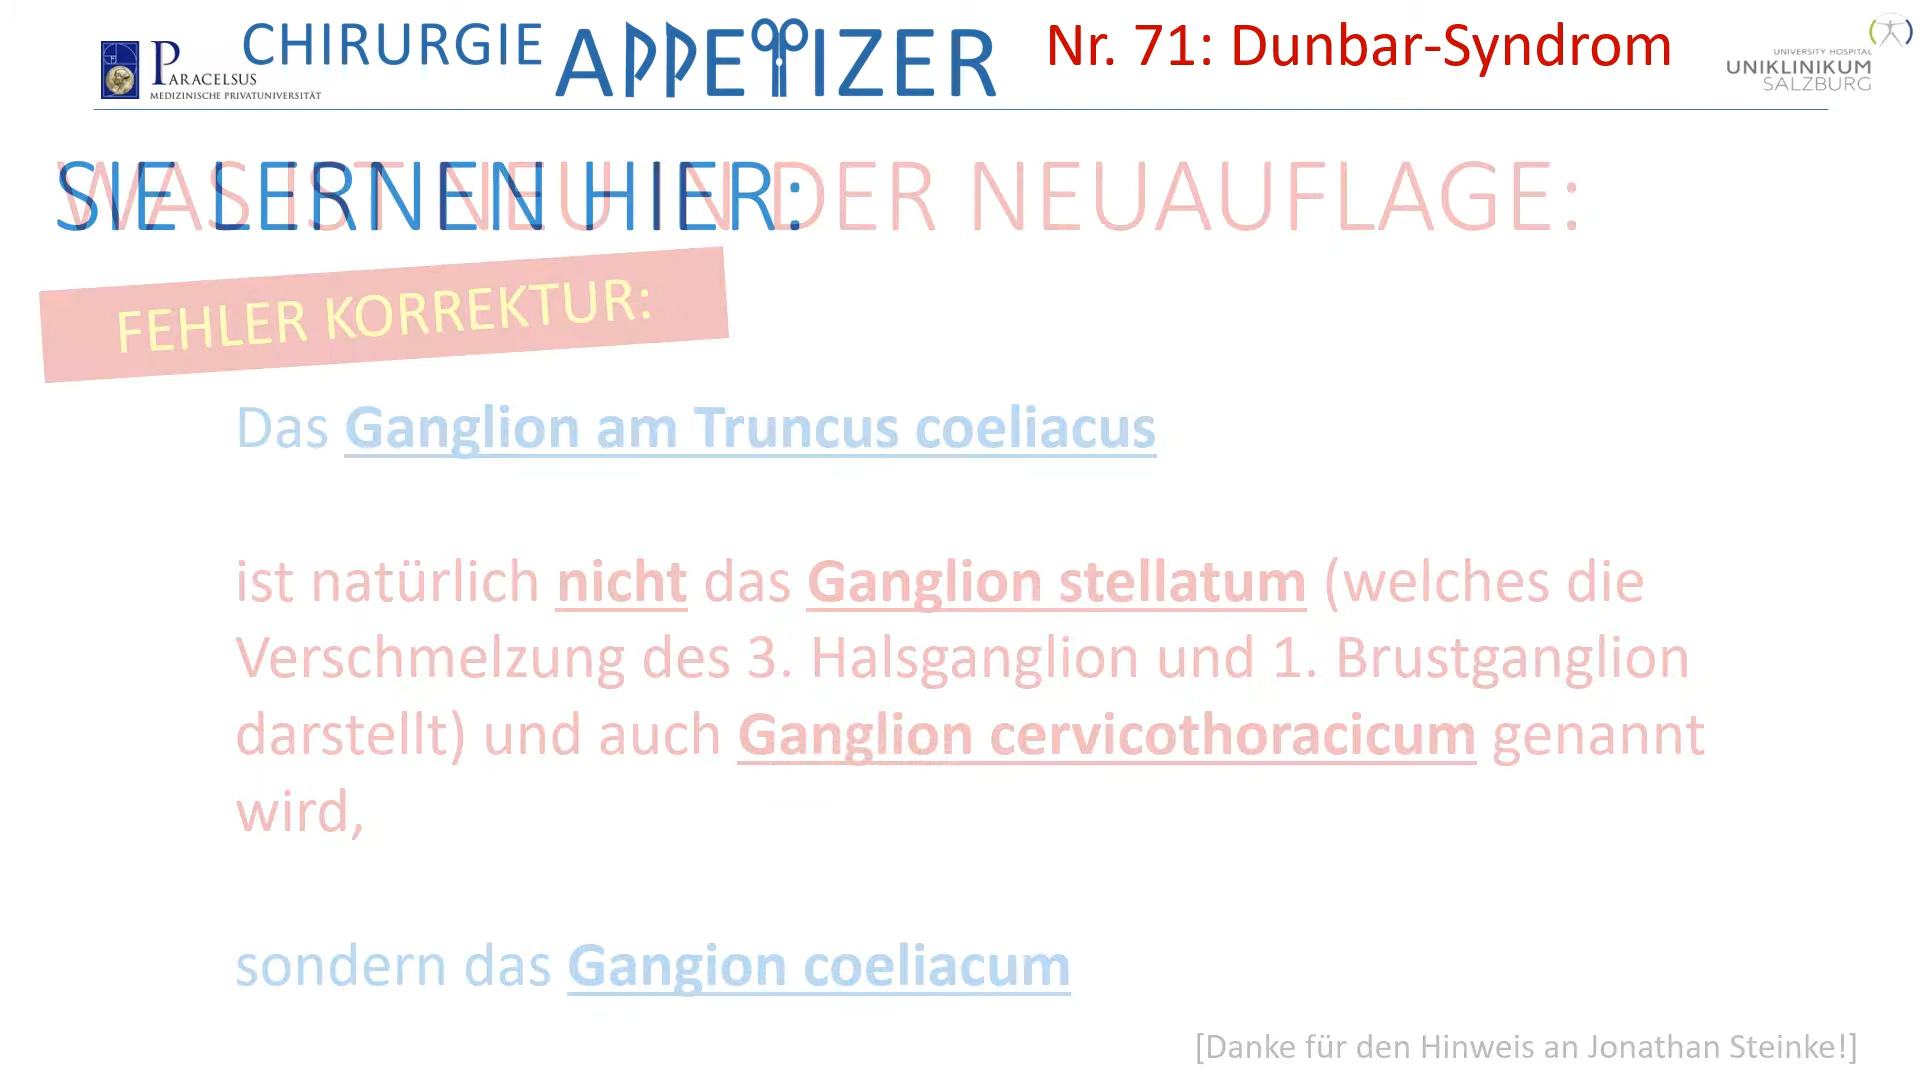 PARACELSUS
MEDIZINISCHE PRIVATUNIVERSITÄT
CHIRURGIE APPETIZER Nr. 71: Dunbar-Syndrom
UNIVERSITY HOSPITAL
UNIKLINIKUM
SALZBURG
SIE LERNEN HIER:
WAS IST NEU IN DER NEUAUFLAGE:
FEHLER KORREKTUR:
Das Ganglion am Truncus coeliacus
ist natürlich nicht das Ganglion stellatum (welches die
Verschmelzung des 3. Halsganglion und 1. Brustganglion
darstellt) und auch Ganglion cervicothoracicum genannt
wird,
sondern das Gangion coeliacum
[Danke für den Hinweis an Jonathan Steinke!]